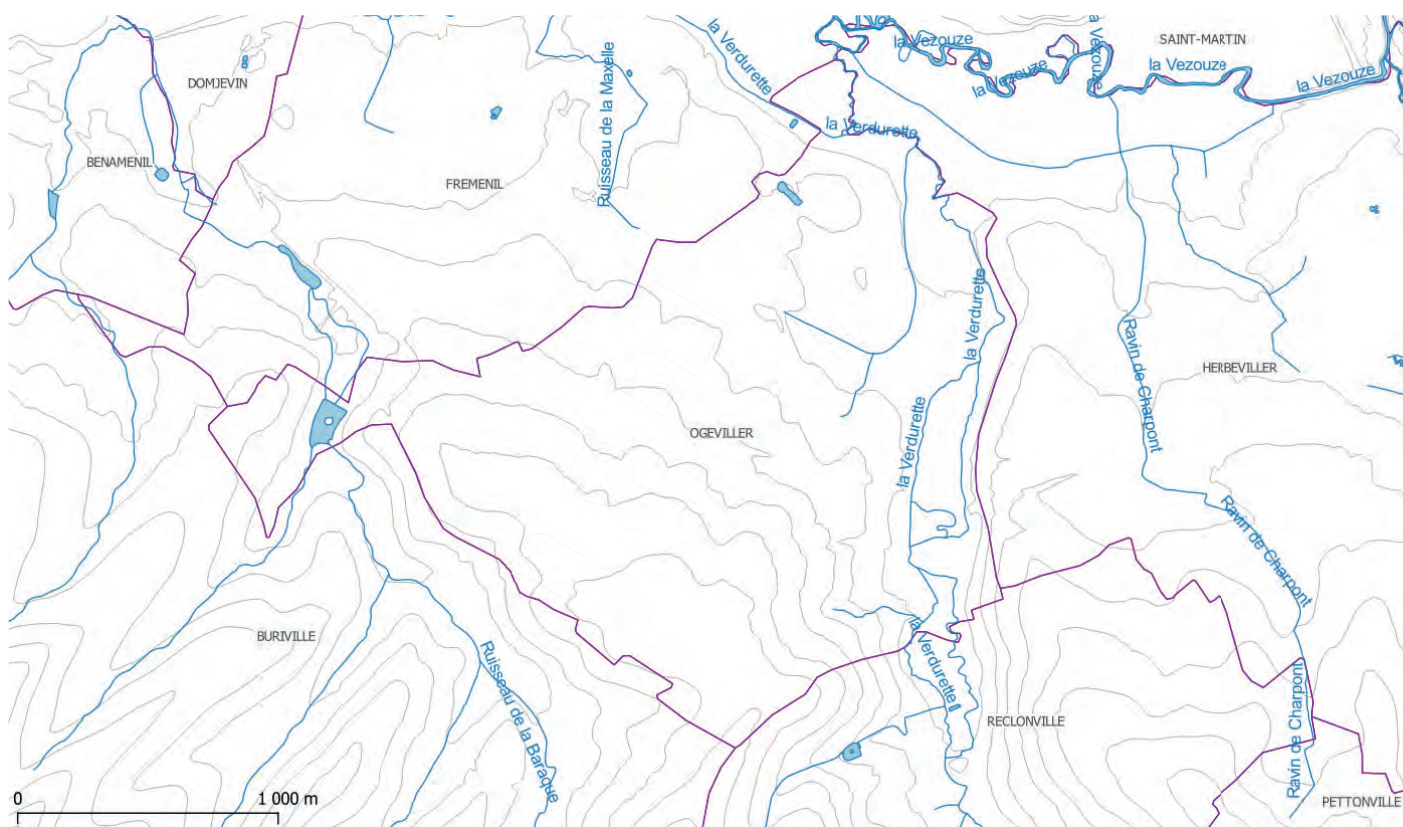 la Verdurette
la Vezouze
la Vezouze
SAINT-MARTIN
la Vezouze
la Vezouze
la Vezouze
DOMJEVIN
Ruisseau de la Maxelle
la Verdurette
BENAMENIL
FREMENIL
la Verdurette
Ravin de Charpont
HERBEVILLER
la Verdurette
OGEVILLER
Ravin de Charpont
BURIVILLE
la Verdurette
Ruisseau de la Baraque
RECLONVILLE
Ravin de Charpont
0 1 000 m
PETTONVILLE